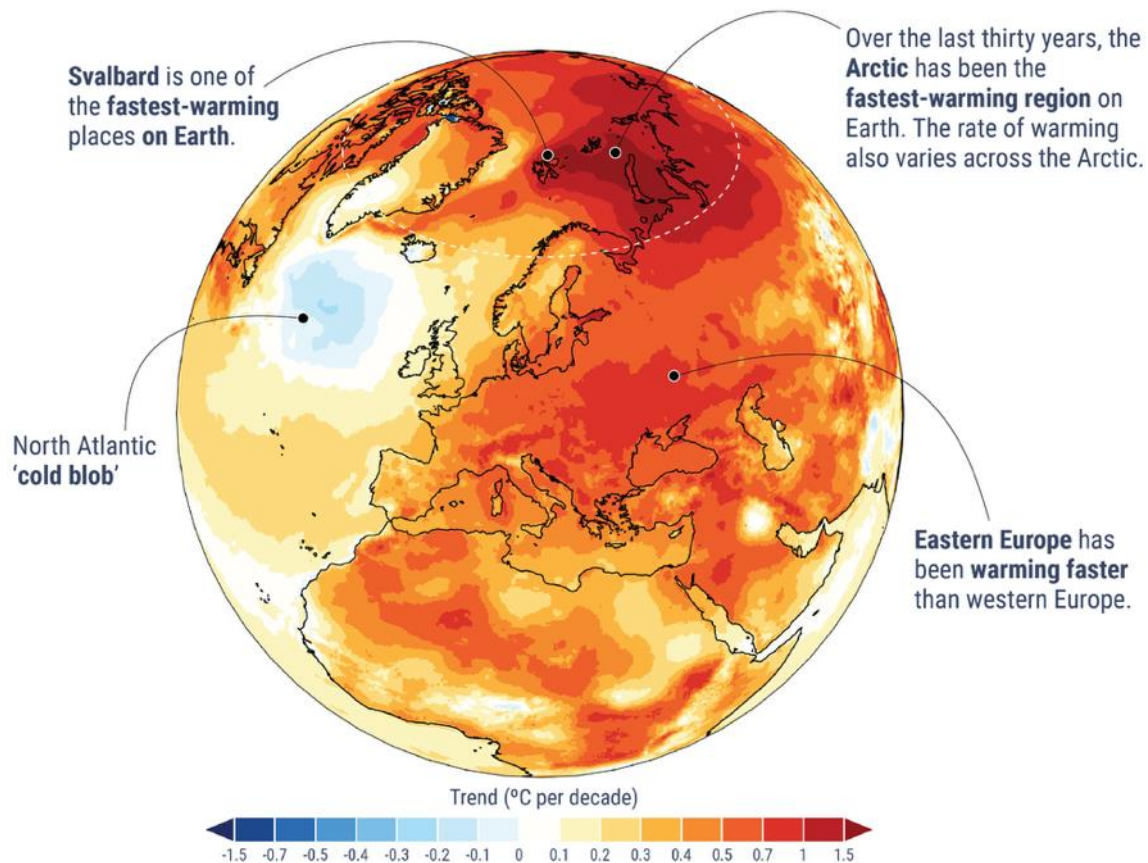 Svalbard is one of
the fastest-warming
places on Earth.
Over the last thirty years, the
Arctic has been the
fastest-warming region on
Earth. The rate of warming
also varies across the Arctic.
North Atlantic
‘cold blob’
Eastern Europe has
been warming faster
than western Europe.
Trend (ºC per decade)
-1.5 -0.7 -0.5 -0.4 -0.3 -0.2 -0.1 0 0.1 0.2 0.3 0.4 0.5 0.7 1 1.5